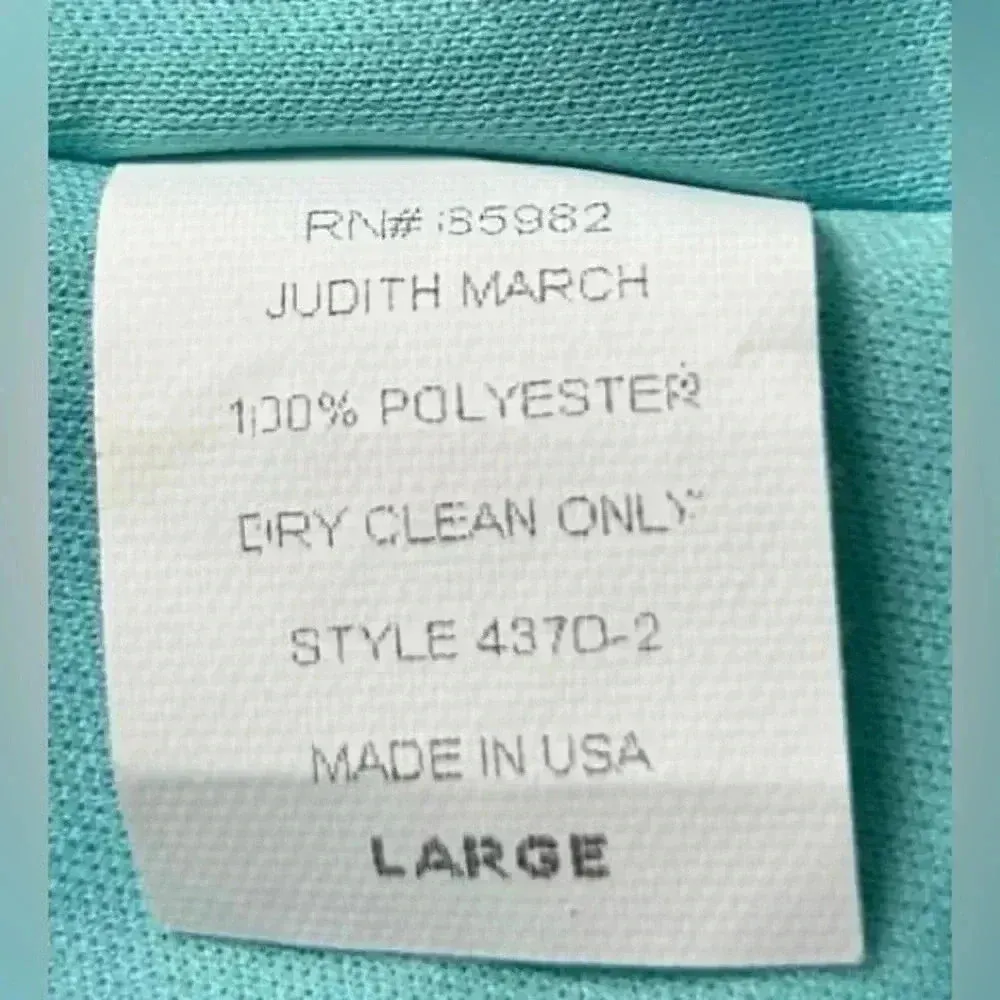 RN# 85982
JUDITH MARCH
100% POLYESTER
DRY CLEAN ONLY
STYLE 4370-2
MADE IN USA
LARGE